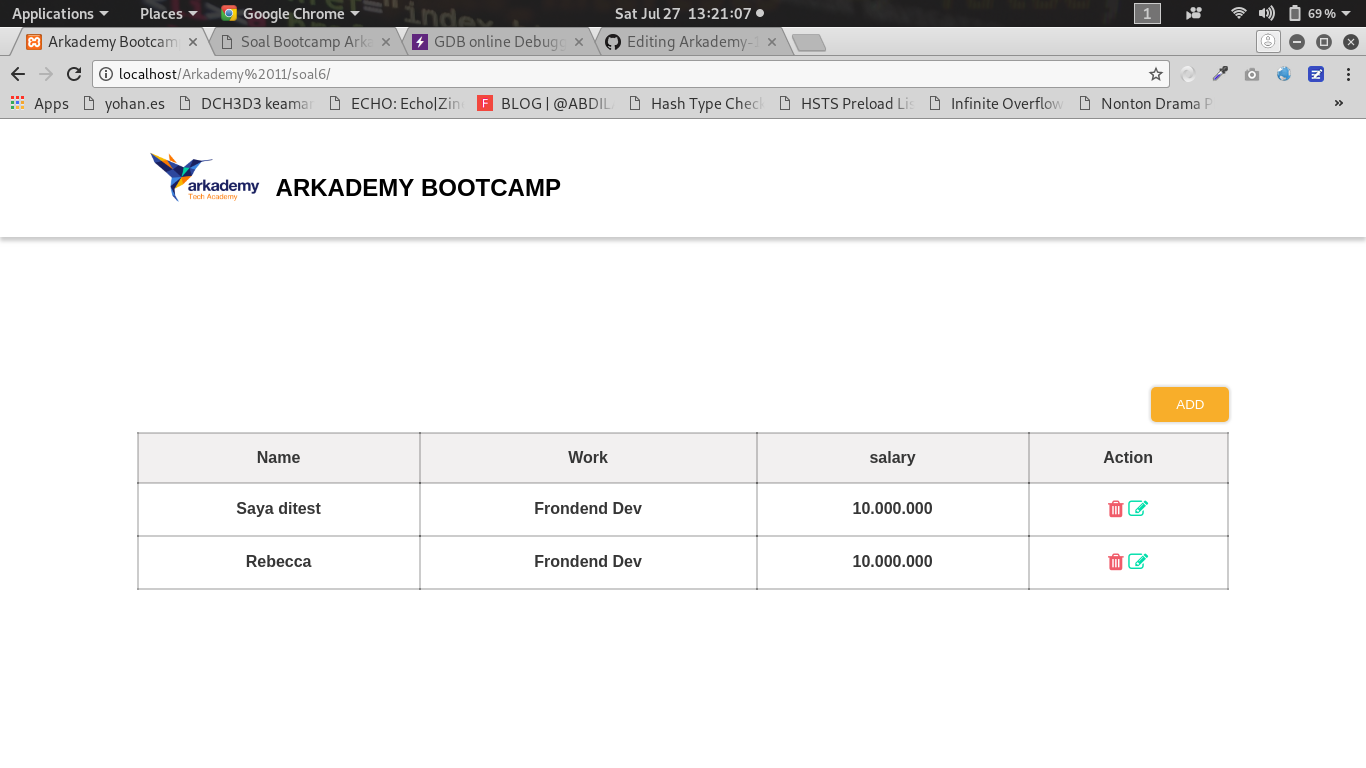 Applications Places Google Chrome Sat Jul 27 13:21:07 1 69 %
Arkademy Bootcam Soal Bootcamp Arka GDB online Debugg Editing Arkademy-1
localhost/Arkademy%2011/soal6/
Apps yohan.es DCH3D3 keamar ECHO: Echo|Zin F BLOG | @ABDIL Hash Type Chec HSTS Preload Lis Infinite Overflow Nonton Drama P »
arkademy
Tech Academy
ARKADEMY BOOTCAMP
ADD
Name Work salary Action
Saya ditest Frondend Dev 10.000.000
Rebecca Frondend Dev 10.000.000